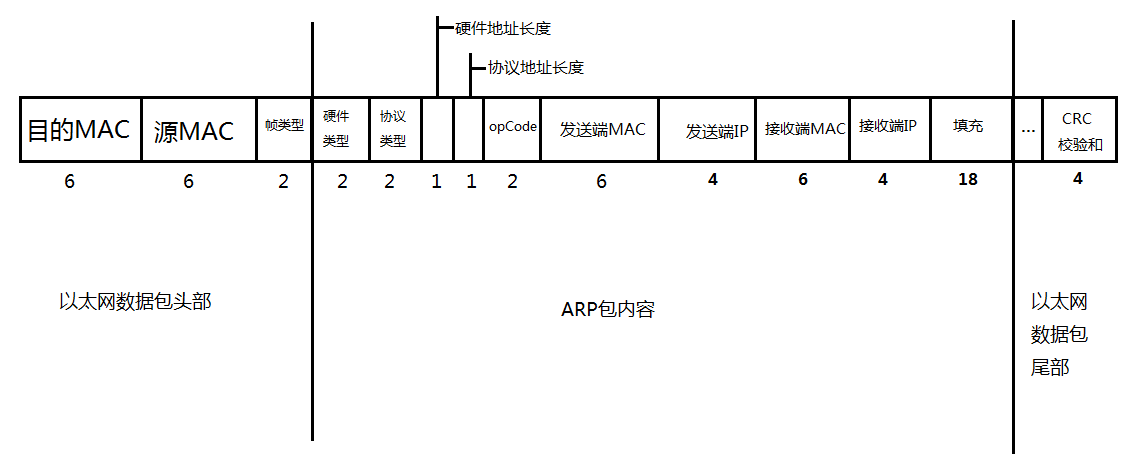 硬件地址长度
协议地址长度
目的MAC
源MAC
帧类型
硬件
类型
协议
类型
opCode
发送端MAC
发送端IP
接收端MAC
接收端IP
填充
...
CRC
校验和
6
6
2
2
2
1
1
2
6
4
6
4
18
4
以太网数据包头部
ARP包内容
以太网
数据包
尾部